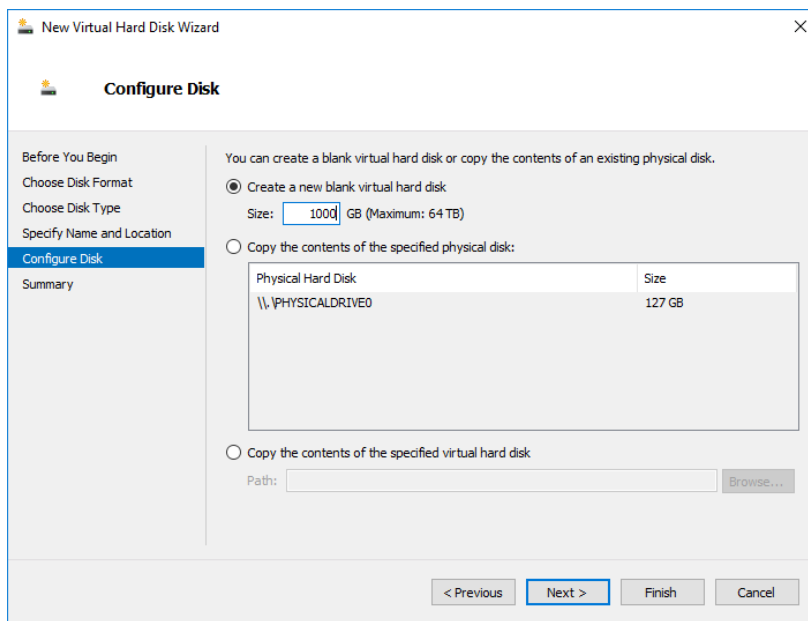 New Virtual Hard Disk Wizard
Configure Disk
Before You Begin
Choose Disk Format
Choose Disk Type
Specify Name and Location
Configure Disk
Summary
You can create a blank virtual hard disk or copy the contents of an existing physical disk.
Create a new blank virtual hard disk
Size: 1000 GB (Maximum: 64 TB)
Copy the contents of the specified physical disk:
Physical Hard Disk Size
\\.\PHYSICALDRIVE0 127 GB
Copy the contents of the specified virtual hard disk
Path: Browse...
< Previous Next > Finish Cancel